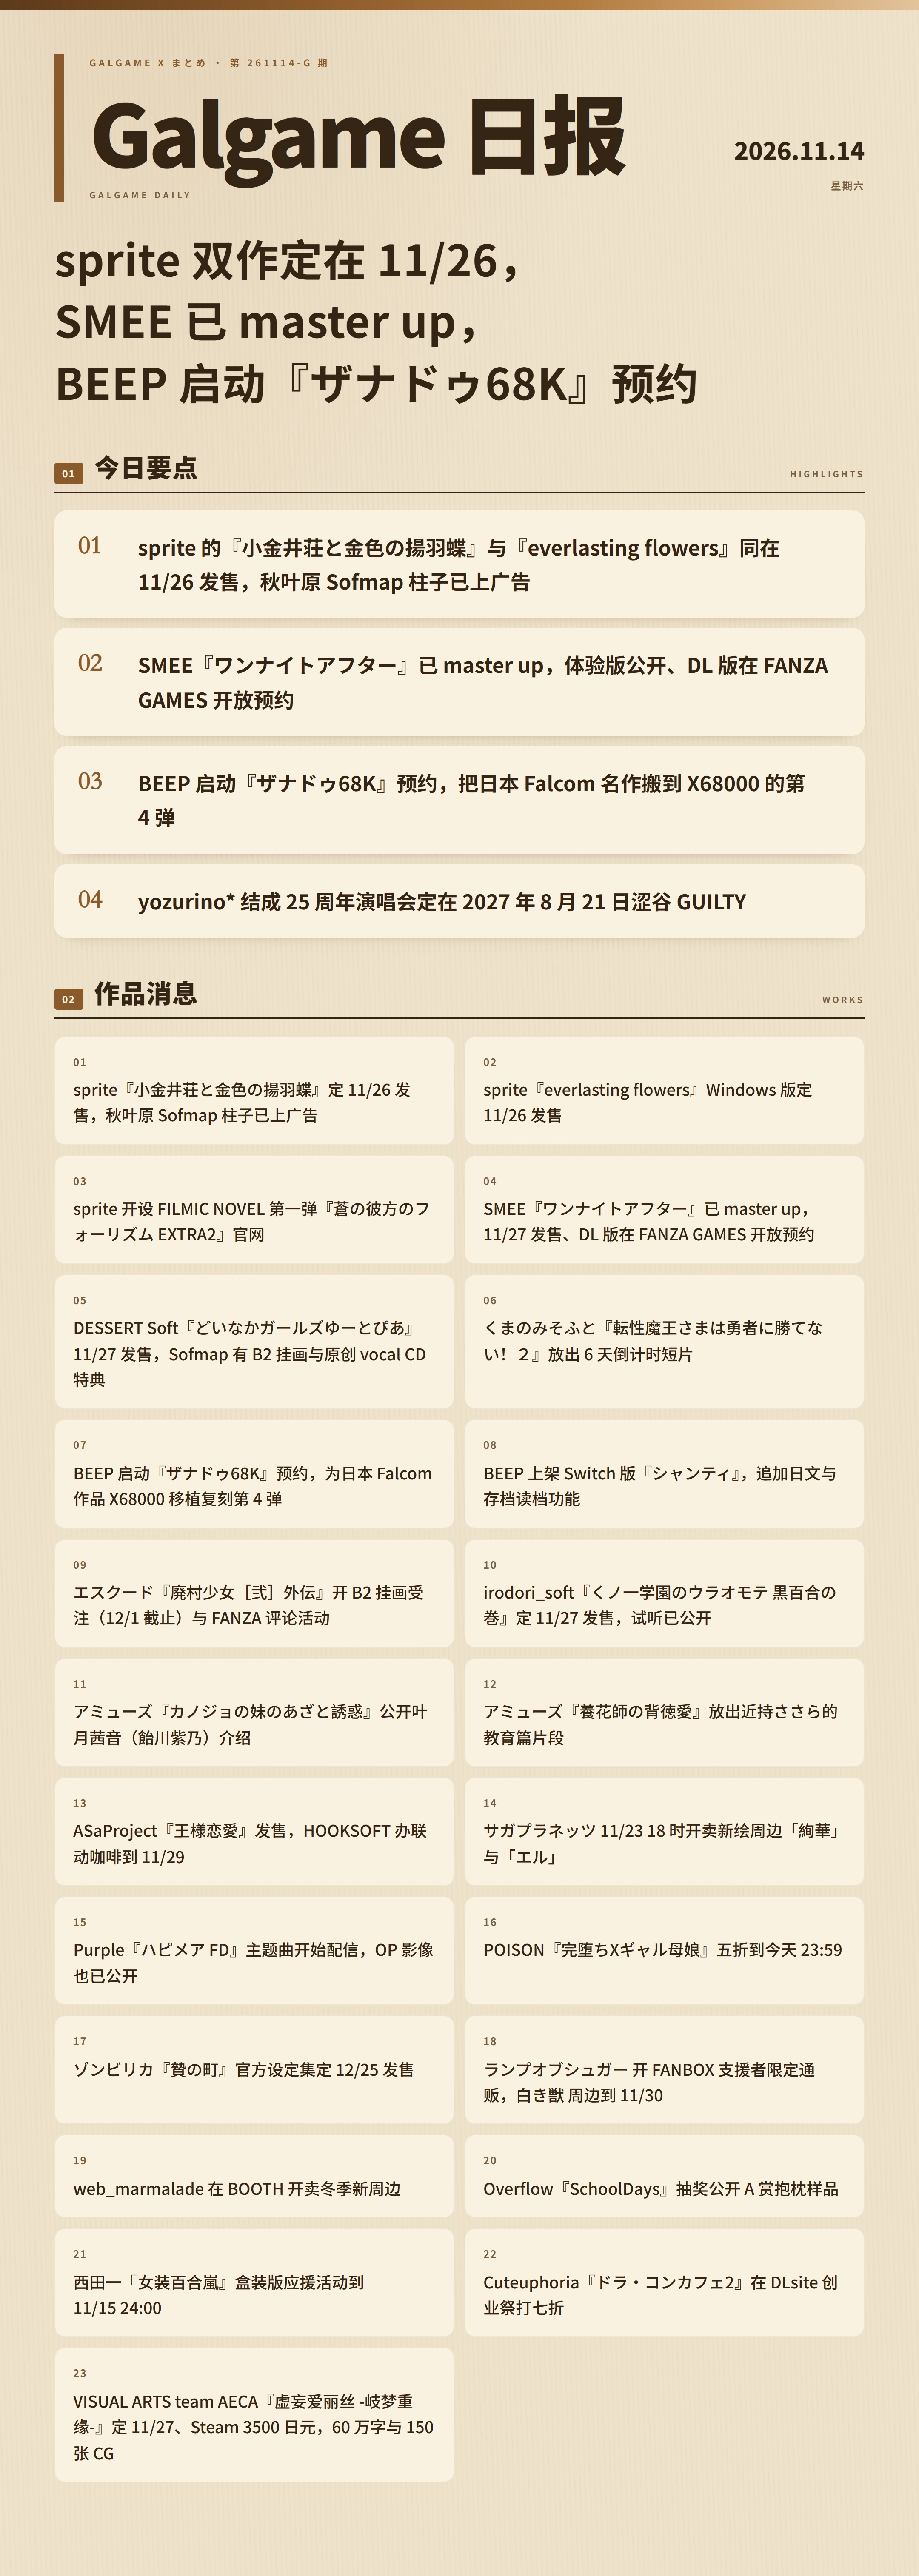 GALGAME X まとめ ・ 第 261114-G 期
Galgame 日报
GALGAME DAILY
2026.11.14
星期六
sprite 双作定在 11/26，
SMEE 已 master up，
BEEP 启动『ザナドゥ68K』预约
01 今日要点
HIGHLIGHTS
01
sprite 的『小金井荘と金色の揚羽蝶』与『everlasting flowers』同在
11/26 发售，秋叶原 Sofmap 柱子已上广告
02
SMEE『ワンナイトアフター』已 master up，体验版公开、DL 版在 FANZA
GAMES 开放预约
03
BEEP 启动『ザナドゥ68K』预约，把日本 Falcom 名作搬到 X68000 的第
4 弹
04
yozurino* 结成 25 周年演唱会定在 2027 年 8 月 21 日涩谷 GUILTY
02 作品消息
WORKS
01
sprite『小金井荘と金色の揚羽蝶』定 11/26 发
售，秋叶原 Sofmap 柱子已上广告
02
sprite『everlasting flowers』Windows 版定
11/26 发售
03
sprite 开设 FILMIC NOVEL 第一弹『蒼の彼方のフ
ォーリズム EXTRA2』官网
04
SMEE『ワンナイトアフター』已 master up，
11/27 发售、DL 版在 FANZA GAMES 开放预约
05
DESSERT Soft『どいなかガールズゆーとぴあ』
11/27 发售，Sofmap 有 B2 挂画与原创 vocal CD
特典
06
くまのみそふと『転性魔王さまは勇者に勝てな
い！２』放出 6 天倒计时短片
07
BEEP 启动『ザナドゥ68K』预约，为日本 Falcom
作品 X68000 移植复刻第 4 弹
08
BEEP 上架 Switch 版『シャンティ』，追加日文与
存档读档功能
09
エスクード『廃村少女［弐］外伝』开 B2 挂画受
注（12/1 截止）与 FANZA 评论活动
10
irodori_soft『くノ一学園のウラオモテ 黒百合の
巻』定 11/27 发售，试听已公开
11
アミューズ『カノジョの妹のあざと誘惑』公开叶
月茜音（飴川紫乃）介绍
12
アミューズ『養花師の背徳愛』放出近持ささら的
教育篇片段
13
ASaProject『王様恋愛』发售，HOOKSOFT 办联
动咖啡到 11/29
14
サガプラネッツ 11/23 18 时开卖新绘周边「絢華」
与「エル」
15
Purple『ハピメア FD』主题曲开始配信，OP 影像
也已公开
16
POISON『完堕ちXギャル母娘』五折到今天 23:59
17
ゾンビリカ『贄の町』官方设定集定 12/25 发售
18
ランプオブシュガー 开 FANBOX 支援者限定通
贩，白き獣 周边到 11/30
19
web_marmalade 在 BOOTH 开卖冬季新周边
20
Overflow『SchoolDays』抽奖公开 A 赏抱枕样品
21
西田一『女装百合嵐』盒装版应援活动到
11/15 24:00
22
Cuteuphoria『ドラ・コンカフェ2』在 DLsite 创
业祭打七折
23
VISUAL ARTS team AECA『虚妄爱丽丝 -岐梦重
缘-』定 11/27、Steam 3500 日元，60 万字与 150
张 CG